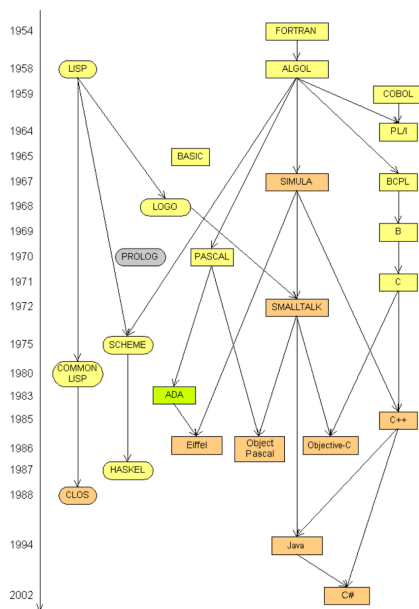 1954
FORTRAN
1958
LISP
ALGOL
1959
COBOL
1964
PL/I
1965
BASIC
1967
SIMULA
BCPL
1968
LOGO
1969
B
1970
PROLOG
PASCAL
1971
C
1972
SMALLTALK
1975
SCHEME
1980
COMMON
LISP
1983
ADA
1985
C++
1986
Eiffel
Object
Pascal
Objective-C
1987
HASKEL
1988
CLOS
1994
Java
2002
C#